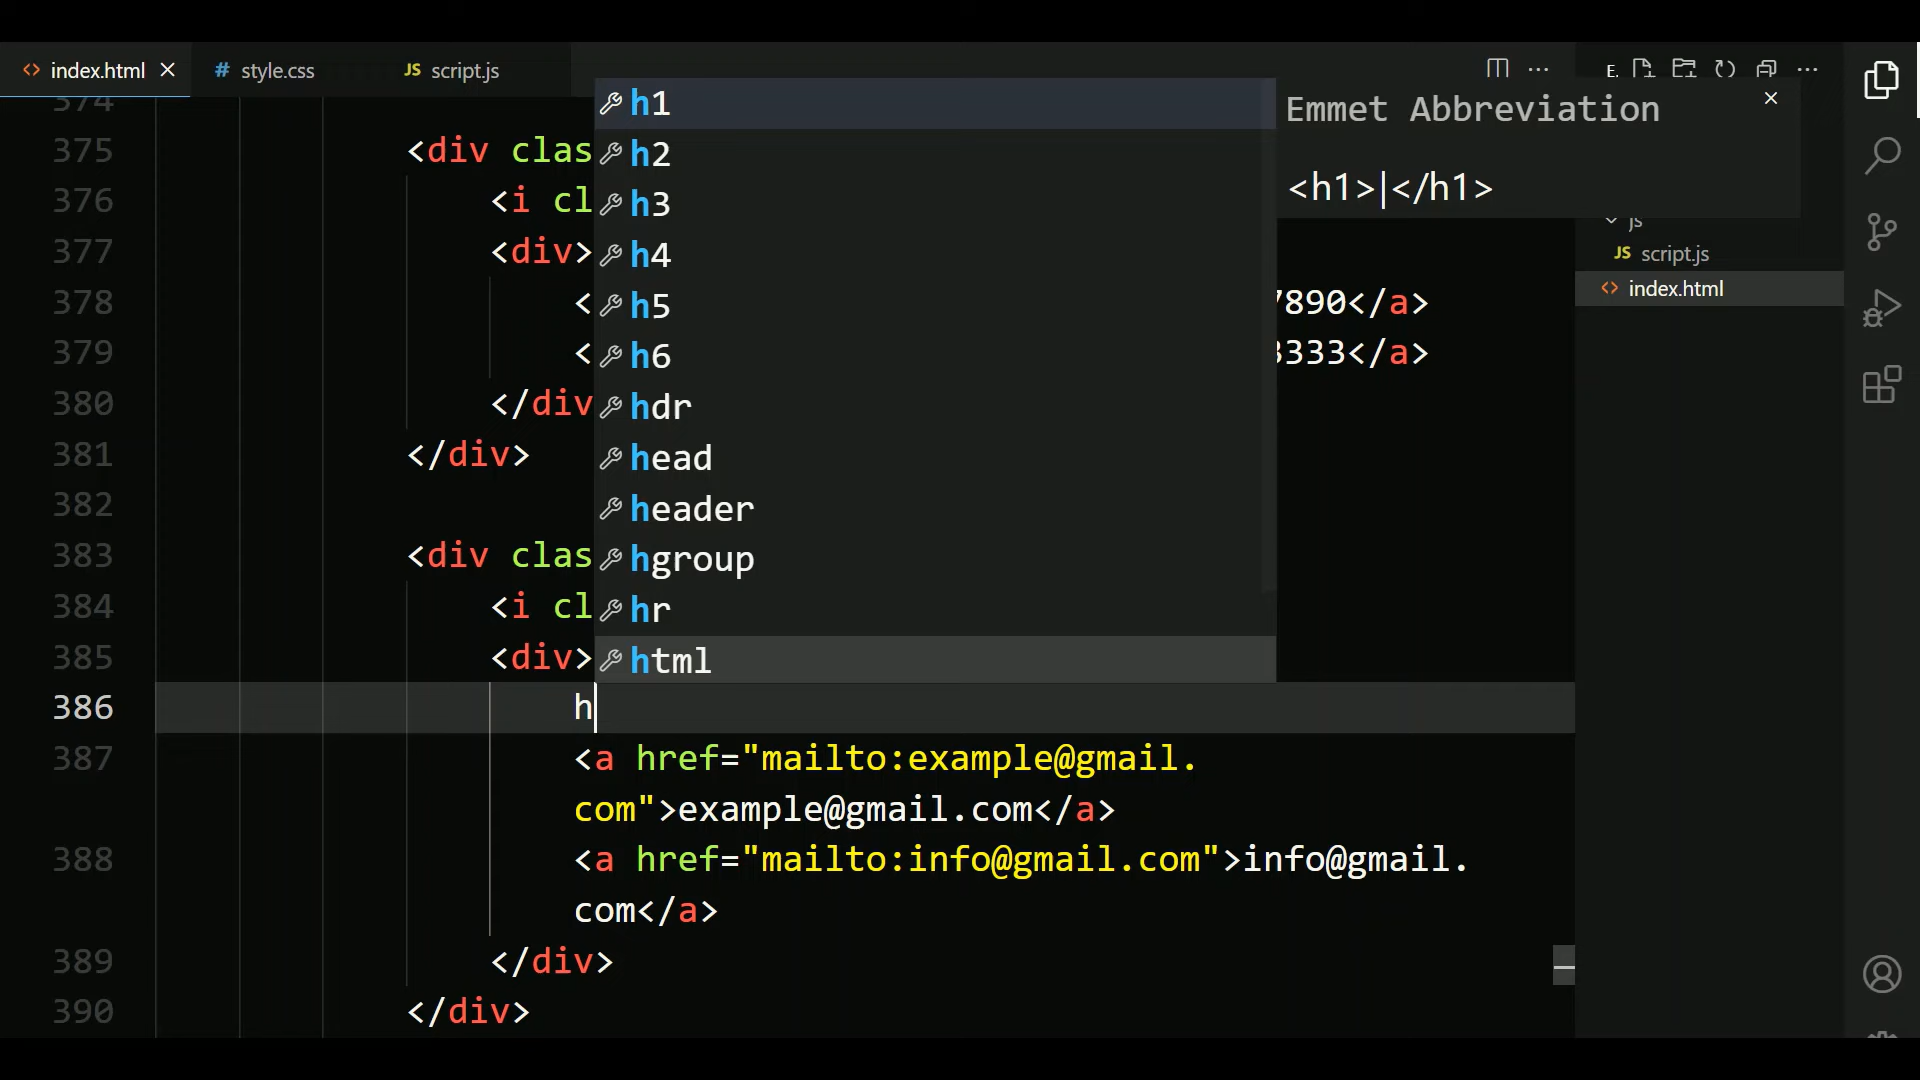 index.html
style.css
JS script.js
E.
374
375 <div clas
376 <i cl
377 <div>
378 < 7890</a>
379 < 3333</a>
380 </div
381 </div>
382
383 <div clas
384 <i cl
385 <div>
386 h
387 <a href="mailto:example@gmail.
com">example@gmail.com</a>
388 <a href="mailto:info@gmail.com">info@gmail.
com</a>
389 </div>
390 </div>
h1
h2
h3
h4
h5
h6
hdr
head
header
hgroup
hr
html
Emmet Abbreviation
<h1>|</h1>
js
JS script.js
index.html